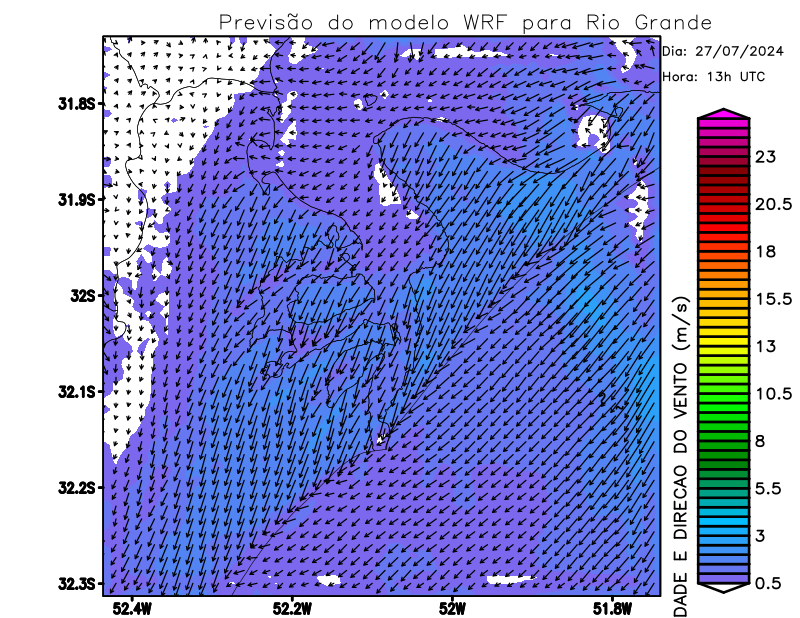 Previsão do modelo WRF para Rio Grande
Dia: 27/07/2024
Hora: 13h UTC
31.8S
31.9S
32S
32.1S
32.2S
32.3S
52.4W
52.2W
52W
51.8W
23
20.5
18
15.5
13
10.5
8
5.5
3
0.5
DADE E DIRECAO DO VENTO (m/s)